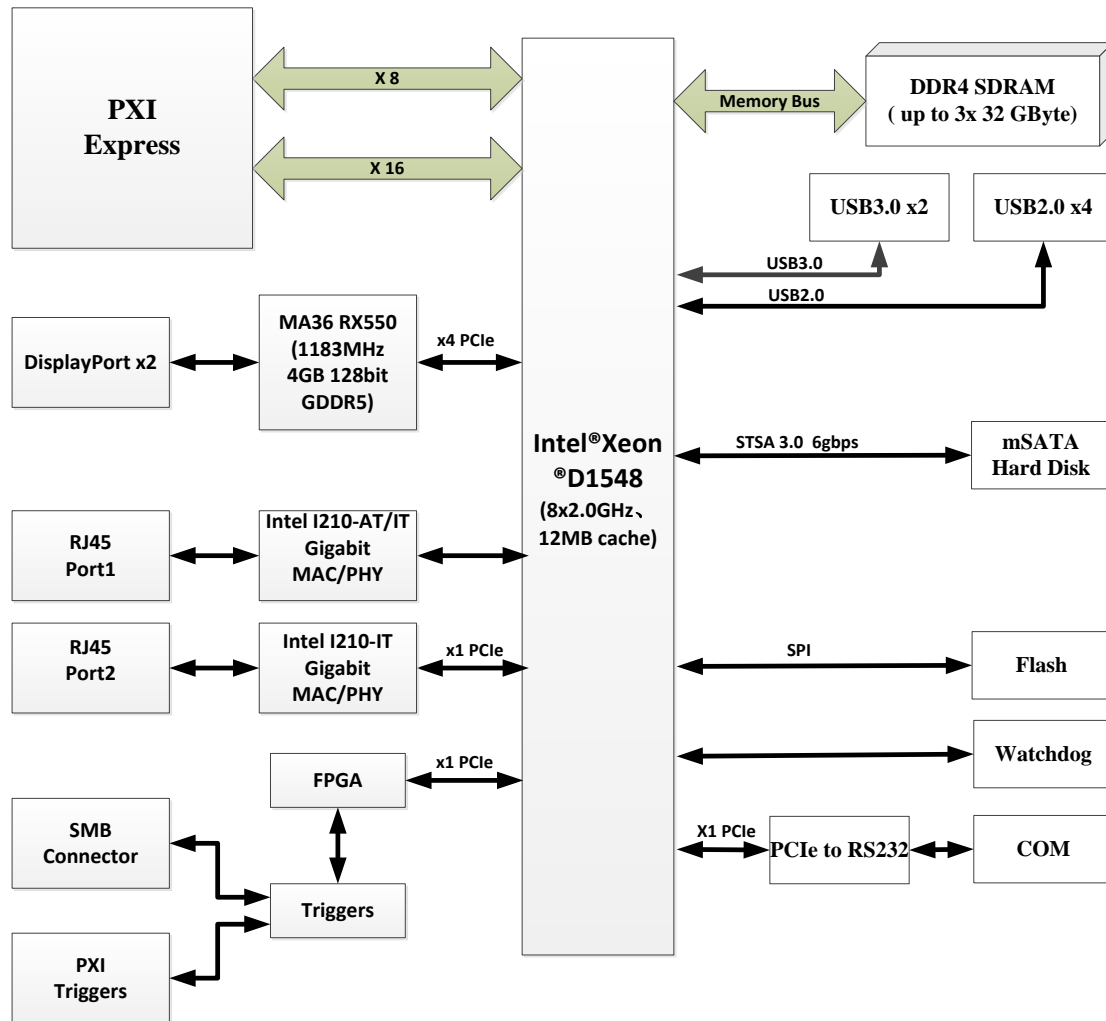 PXI
Express
X 8
X 16
Memory Bus
DDR4 SDRAM
( up to 3x 32 GByte)
USB3.0 x2
USB2.0 x4
USB3.0
USB2.0
DisplayPort x2
MA36 RX550
(1183MHz
4GB 128bit
GDDR5)
x4 PCIe
Intel®Xeon
®D1548
(8x2.0GHz、
12MB cache)
STSA 3.0  6gbps
mSATA
Hard Disk
RJ45
Port1
Intel I210-AT/IT
Gigabit
MAC/PHY
RJ45
Port2
Intel I210-IT
Gigabit
MAC/PHY
x1 PCIe
SPI
Flash
Watchdog
FPGA
x1 PCIe
SMB
Connector
Triggers
PXI
Triggers
X1 PCIe
PCIe to RS232
COM